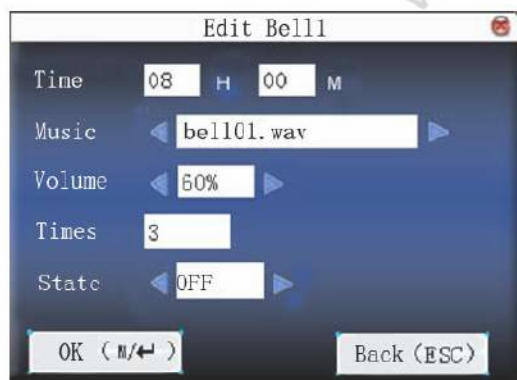 Edit Bell1
Time 08 H 00 M
Music bell01.wav
Volume 60%
Times 3
State OFF
OK (M/↵) Back(ESC)